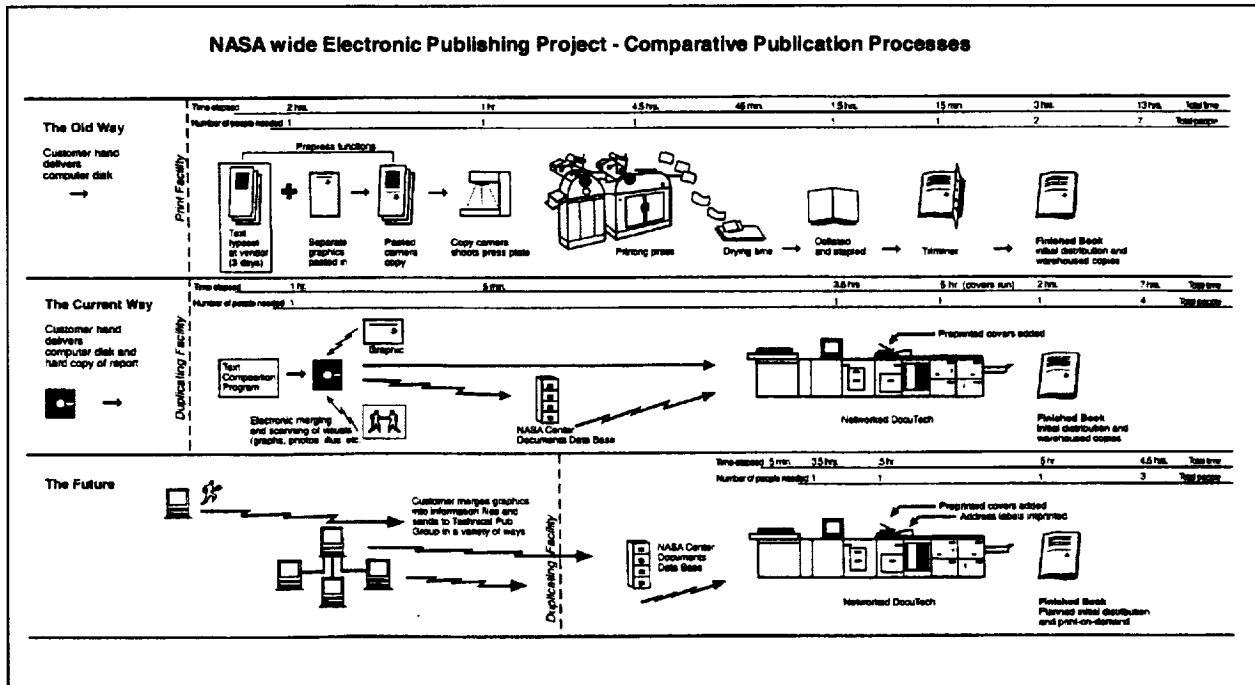 NASA wide Electronic Publishing Project - Comparative Publication Processes
The Old Way
Customer hand
delivers
computer disk
Print Facility
Time elapsed 2 hrs. 1 hr 4.5 hrs. 45 min. 1.5 hrs. 15 min 3 hrs. 13 hrs. Total time
Number of people needed 1 1 1 1 1 2 7 Total people
Prepress functions
Text
typeset
at vendor
(3 days)
Separate
graphics
pasted in
Pasted
camera
copy
Copy camera
shoots press plate
Printing press
Drying time
Collated
and stapled
Trimmer
Finished Book
initial distribution and
warehoused copies
The Current Way
Customer hand
delivers
computer disk and
hard copy of report
Duplicating Facility
Time elapsed 1 hr. 5 min. 3.5 hrs 5 hr (covers run) 2 hrs. 7 hrs. Total time
Number of people needed 1 1 1 1 4 Total people
Text
Composition
Program
Graphic
Electronic merging
and scanning of visuals
(graphs, photos, illus. etc.
NASA Center
Documents Data Base
Preprinted covers added
Networked DocuTech
Finished Book
Initial distribution and
warehoused copies
The Future
Customer merges graphics
into information files and
sends to Technical Pub
Group in a variety of ways
Duplicating Facility
Time elapsed 5 min. 3.5 hrs. .5 hr 5 hr 4.5 hrs. Total time
Number of people needed 1 1 1 3 Total people
NASA Center
Documents
Data Base
Preprinted covers added
Address labels imprinted
Networked DocuTech
Finished Book
Planned initial distribution
and print-on-demand